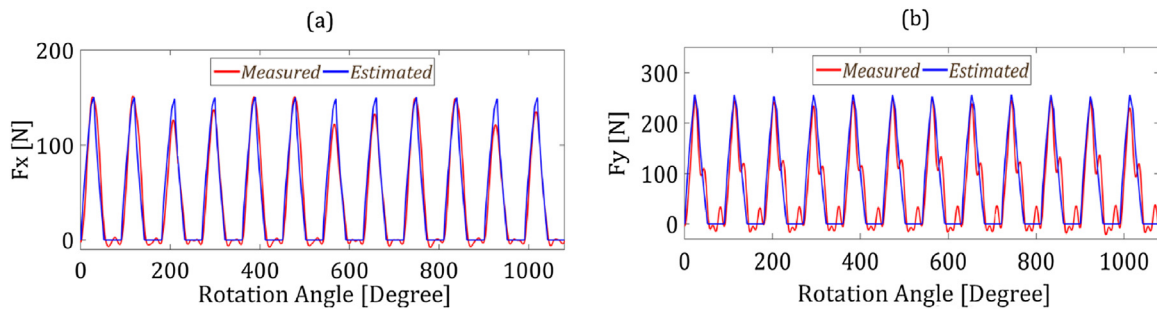 (a)
200
100
0
Fx [N]
Measured Estimated
0 200 400 600 800 1000
Rotation Angle [Degree]
(b)
300
200
100
0
Fy [N]
Measured Estimated
0 200 400 600 800 1000
Rotation Angle [Degree]